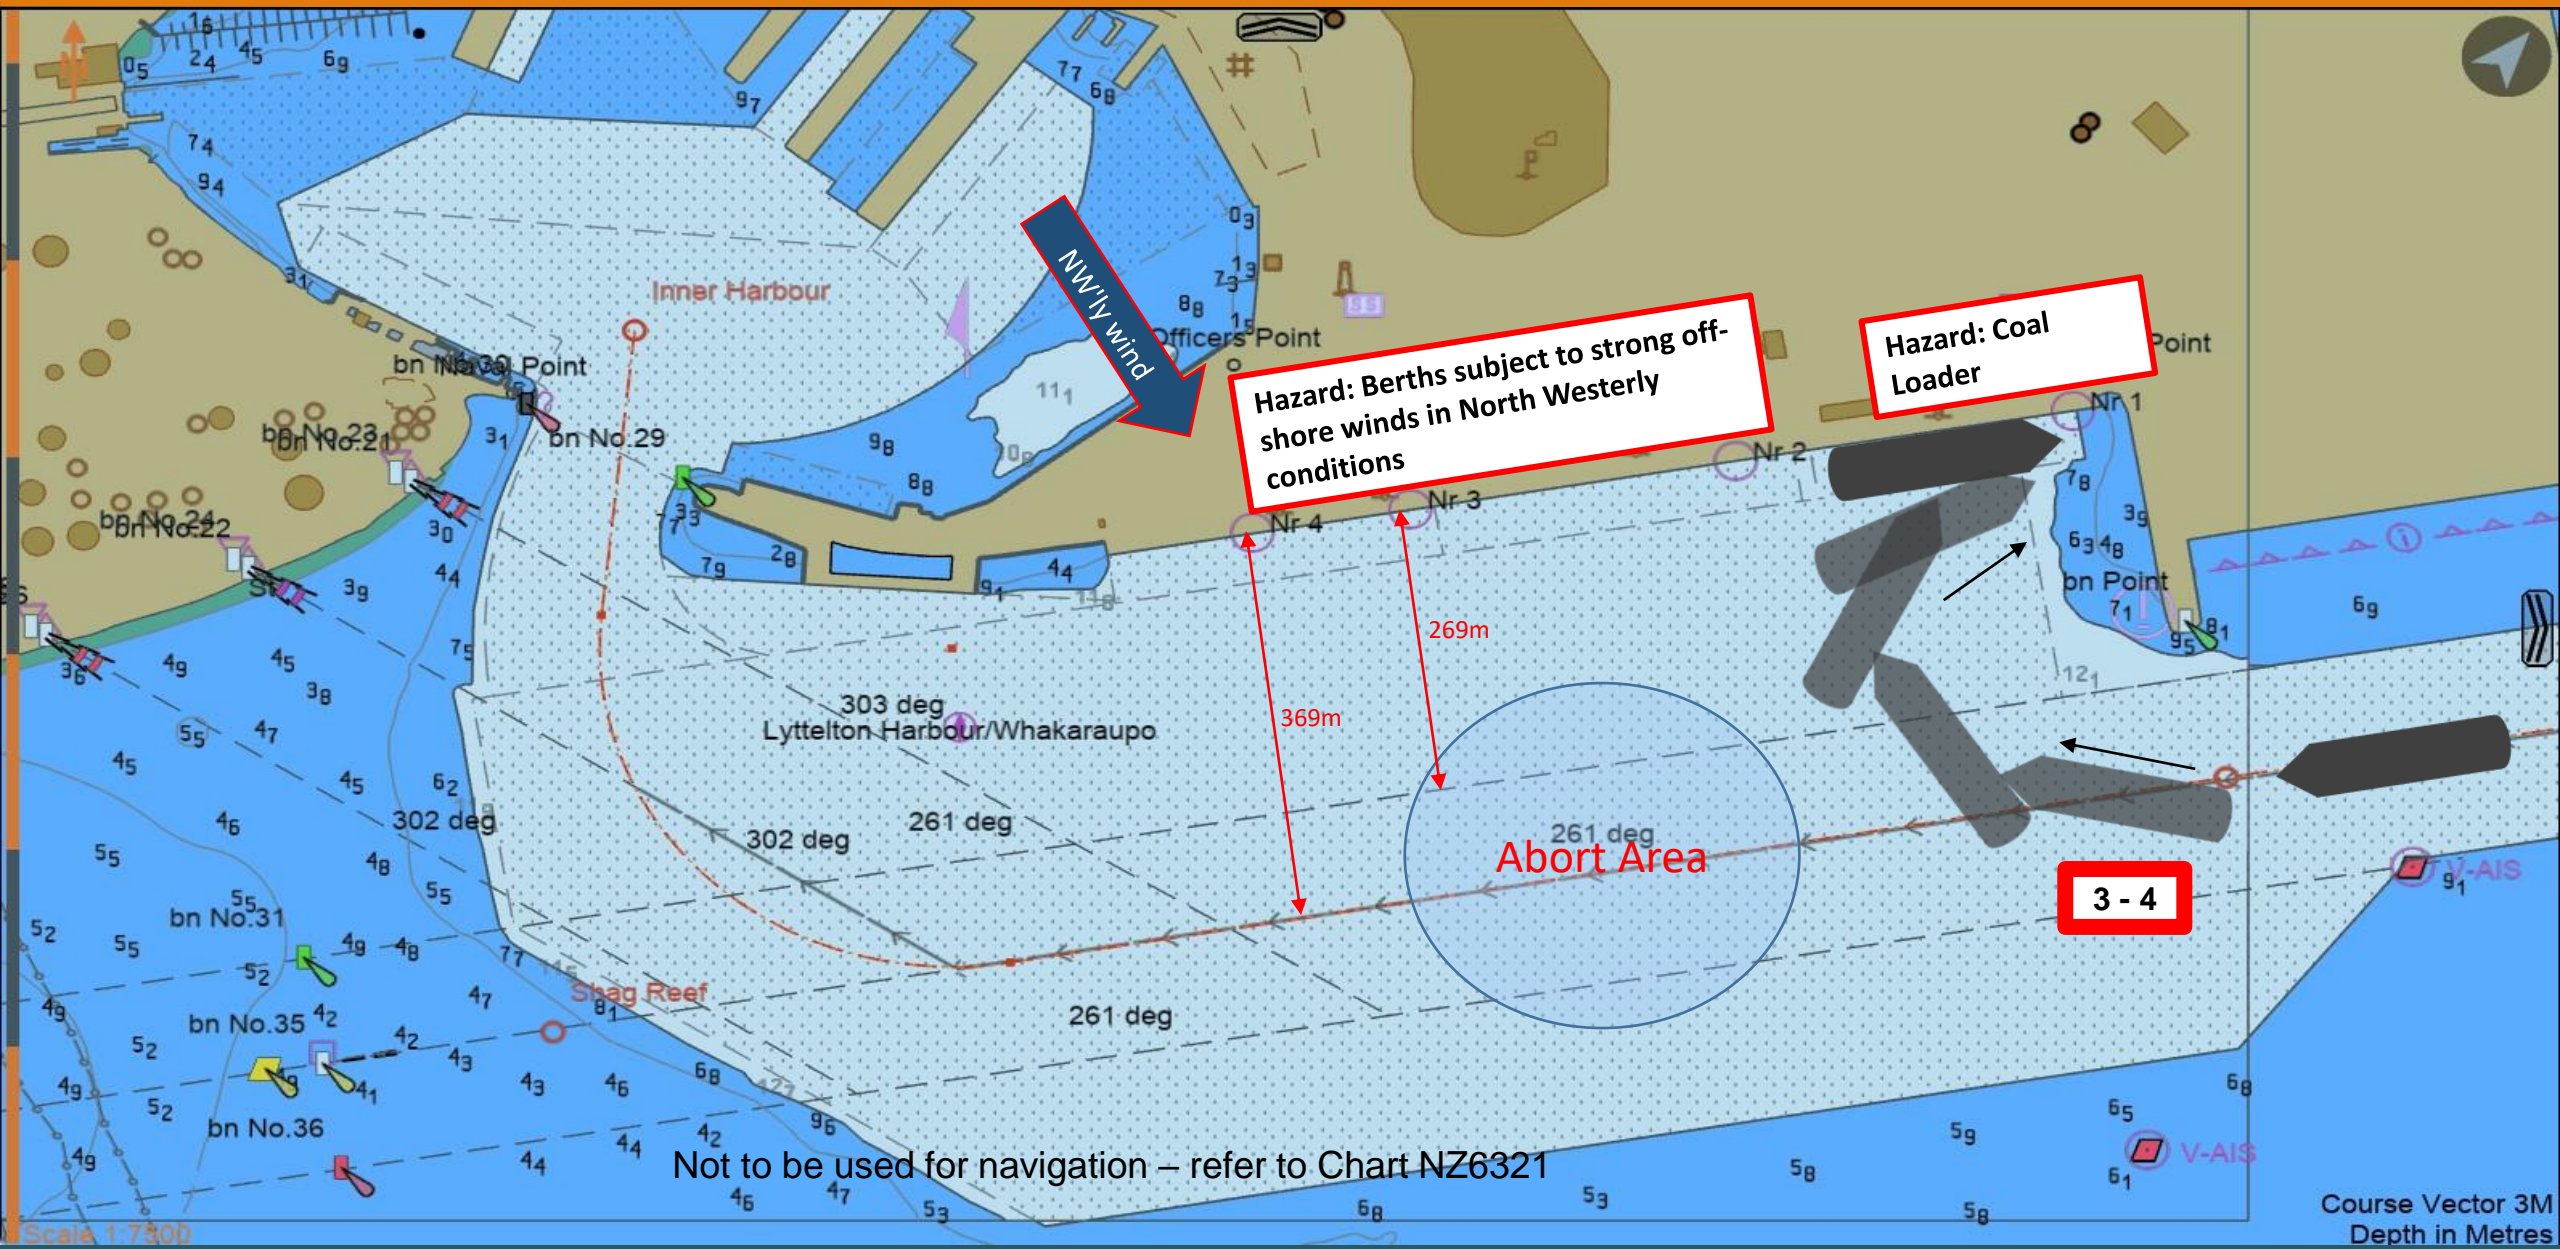 Inner Harbour
NW'ly wind
Officers Point
Hazard: Berths subject to strong off-
shore winds in North Westerly
conditions
Hazard: Coal
Loader
Point
Nr 1
Nr 2
Nr 3
Nr 4
SS
Naval Point
bn No.29
bn No.23
bn No.21
bn No.24
bn No.22
bn Point
269m
369m
303 deg
Lyttelton Harbour/Whakaraupo
302 deg
302 deg
261 deg
261 deg
Abort Area
261 deg
3 - 4
V-AIS
V-AIS
bn No.31
Shag Reef
bn No.35
bn No.36
Not to be used for navigation – refer to Chart NZ6321
Course Vector 3M
Depth in Metres
Scale 1:7500